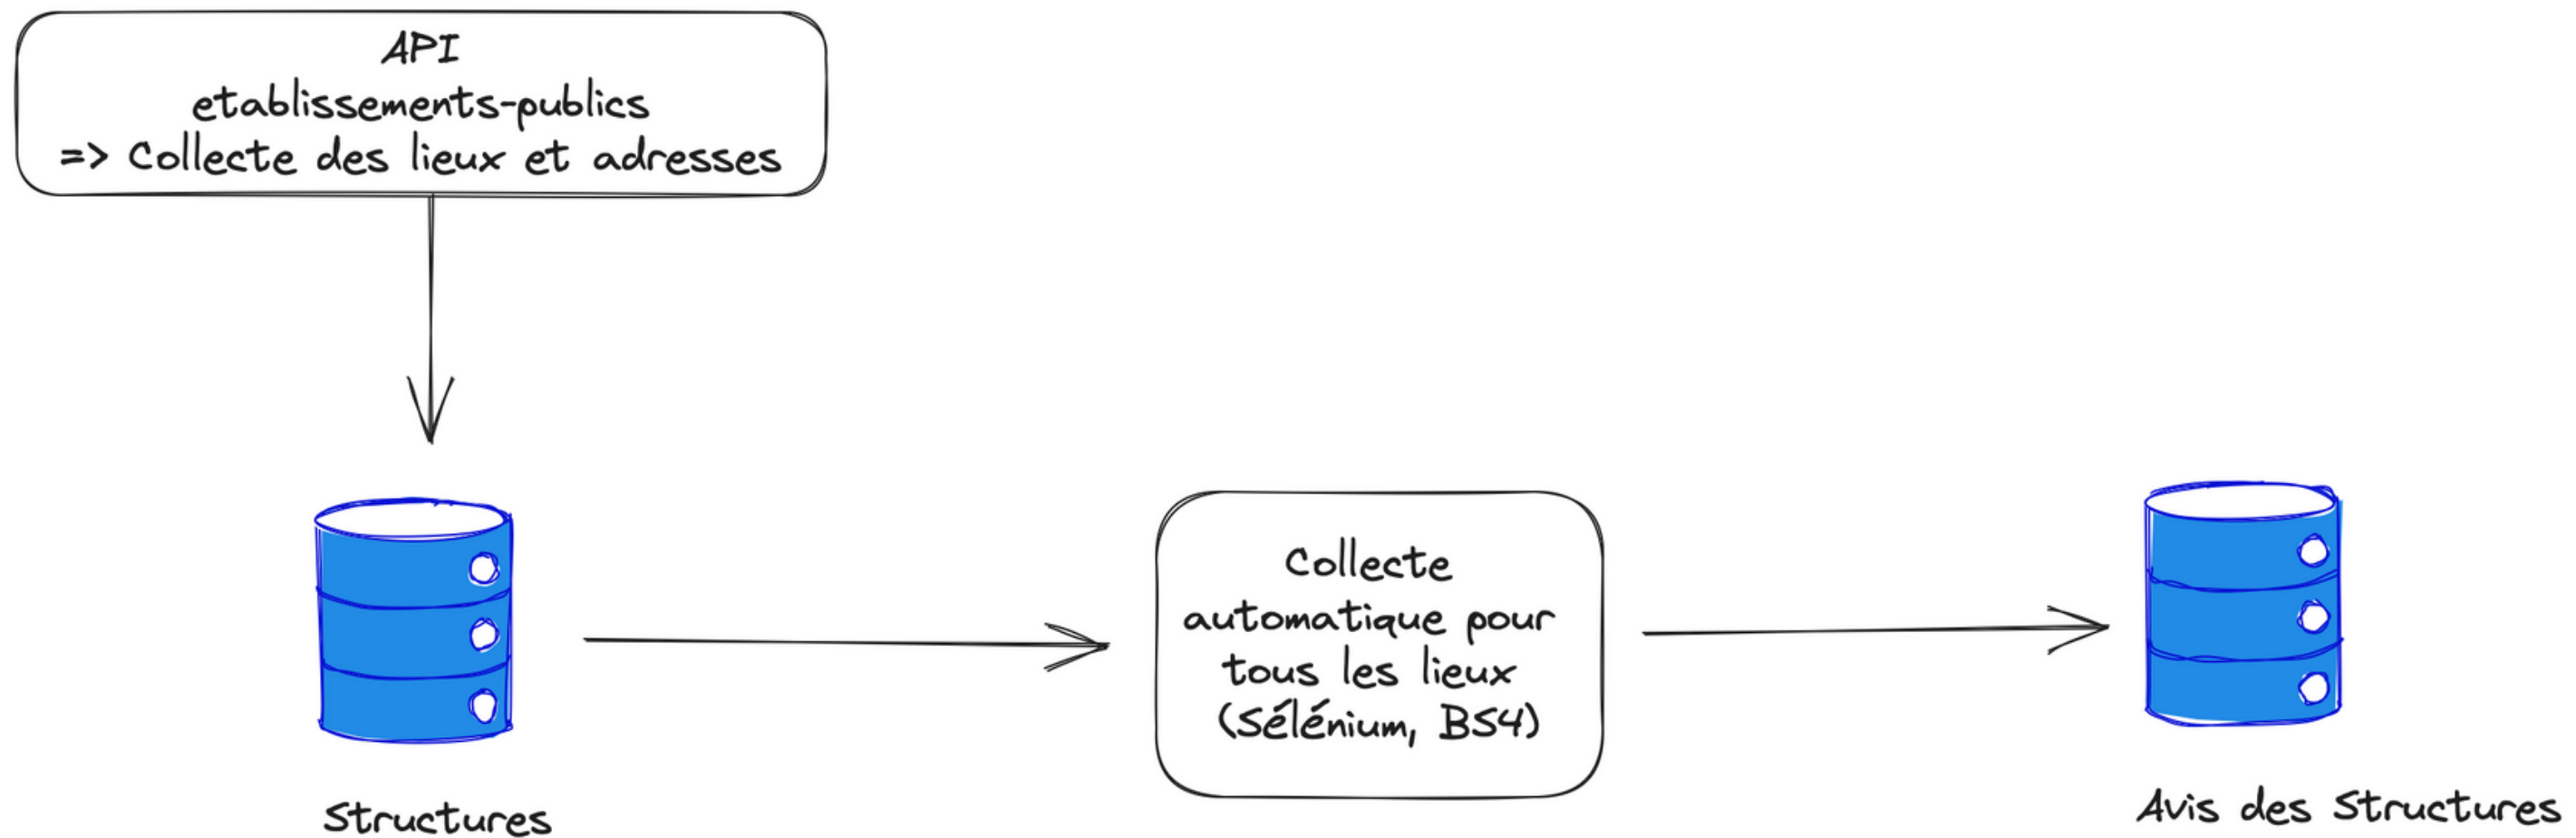 API
etablissements-publics
=> Collecte des lieux et adresses
Collecte
automatique pour
tous les lieux
(Sélénium, BS4)
Structures
Avis des Structures